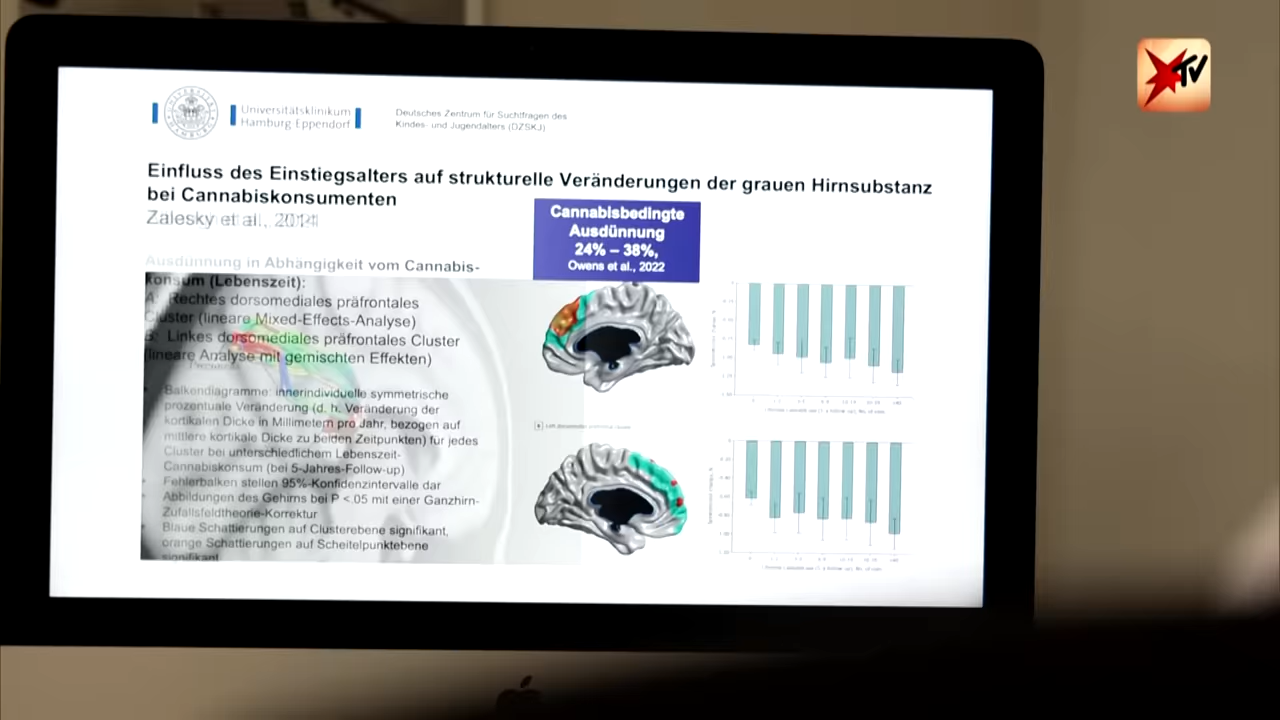 TV
Universitätsklinikum
Hamburg Eppendorf
Deutsches Zentrum für Suchtfragen des
Kindes- und Jugendalters (DZSKJ)
Einfluss des Einstiegsalters auf strukturelle Veränderungen der grauen Hirnsubstanz
bei Cannabiskonsumenten
Zalesky et al.,
Cannabisbedingte
Ausdünnung
24% – 38%,
Owens et al., 2022
Ausdünnung in Abhängigkeit vom Cannabis-
konsum (Lebenszeit):
A: Rechtes dorsomediales präfrontales
Cluster (lineare Mixed-Effects-Analyse)
B: Linkes dorsomediales präfrontales Cluster
(lineare Analyse mit gemischten Effekten)
Balkendiagramme: innerindividuelle symmetrische
prozentuale Veränderung (d. h. Veränderung der
kortikalen Dicke in Millimetern pro Jahr, bezogen auf
mittlere kortikale Dicke zu beiden Zeitpunkten) für jedes
Cluster bei unterschiedlichem Lebenszeit-
Cannabiskonsum (bei 5-Jahres-Follow-up)
Fehlerbalken stellen 95%-Konfidenzintervalle dar
Abbildungen des Gehirns bei P <.05 mit einer Ganzhirn-
Zufallsfeldtheorie-Korrektur
Blaue Schattierungen auf Clusterebene signifikant,
orange Schattierungen auf Scheitelpunktebene
signifikant